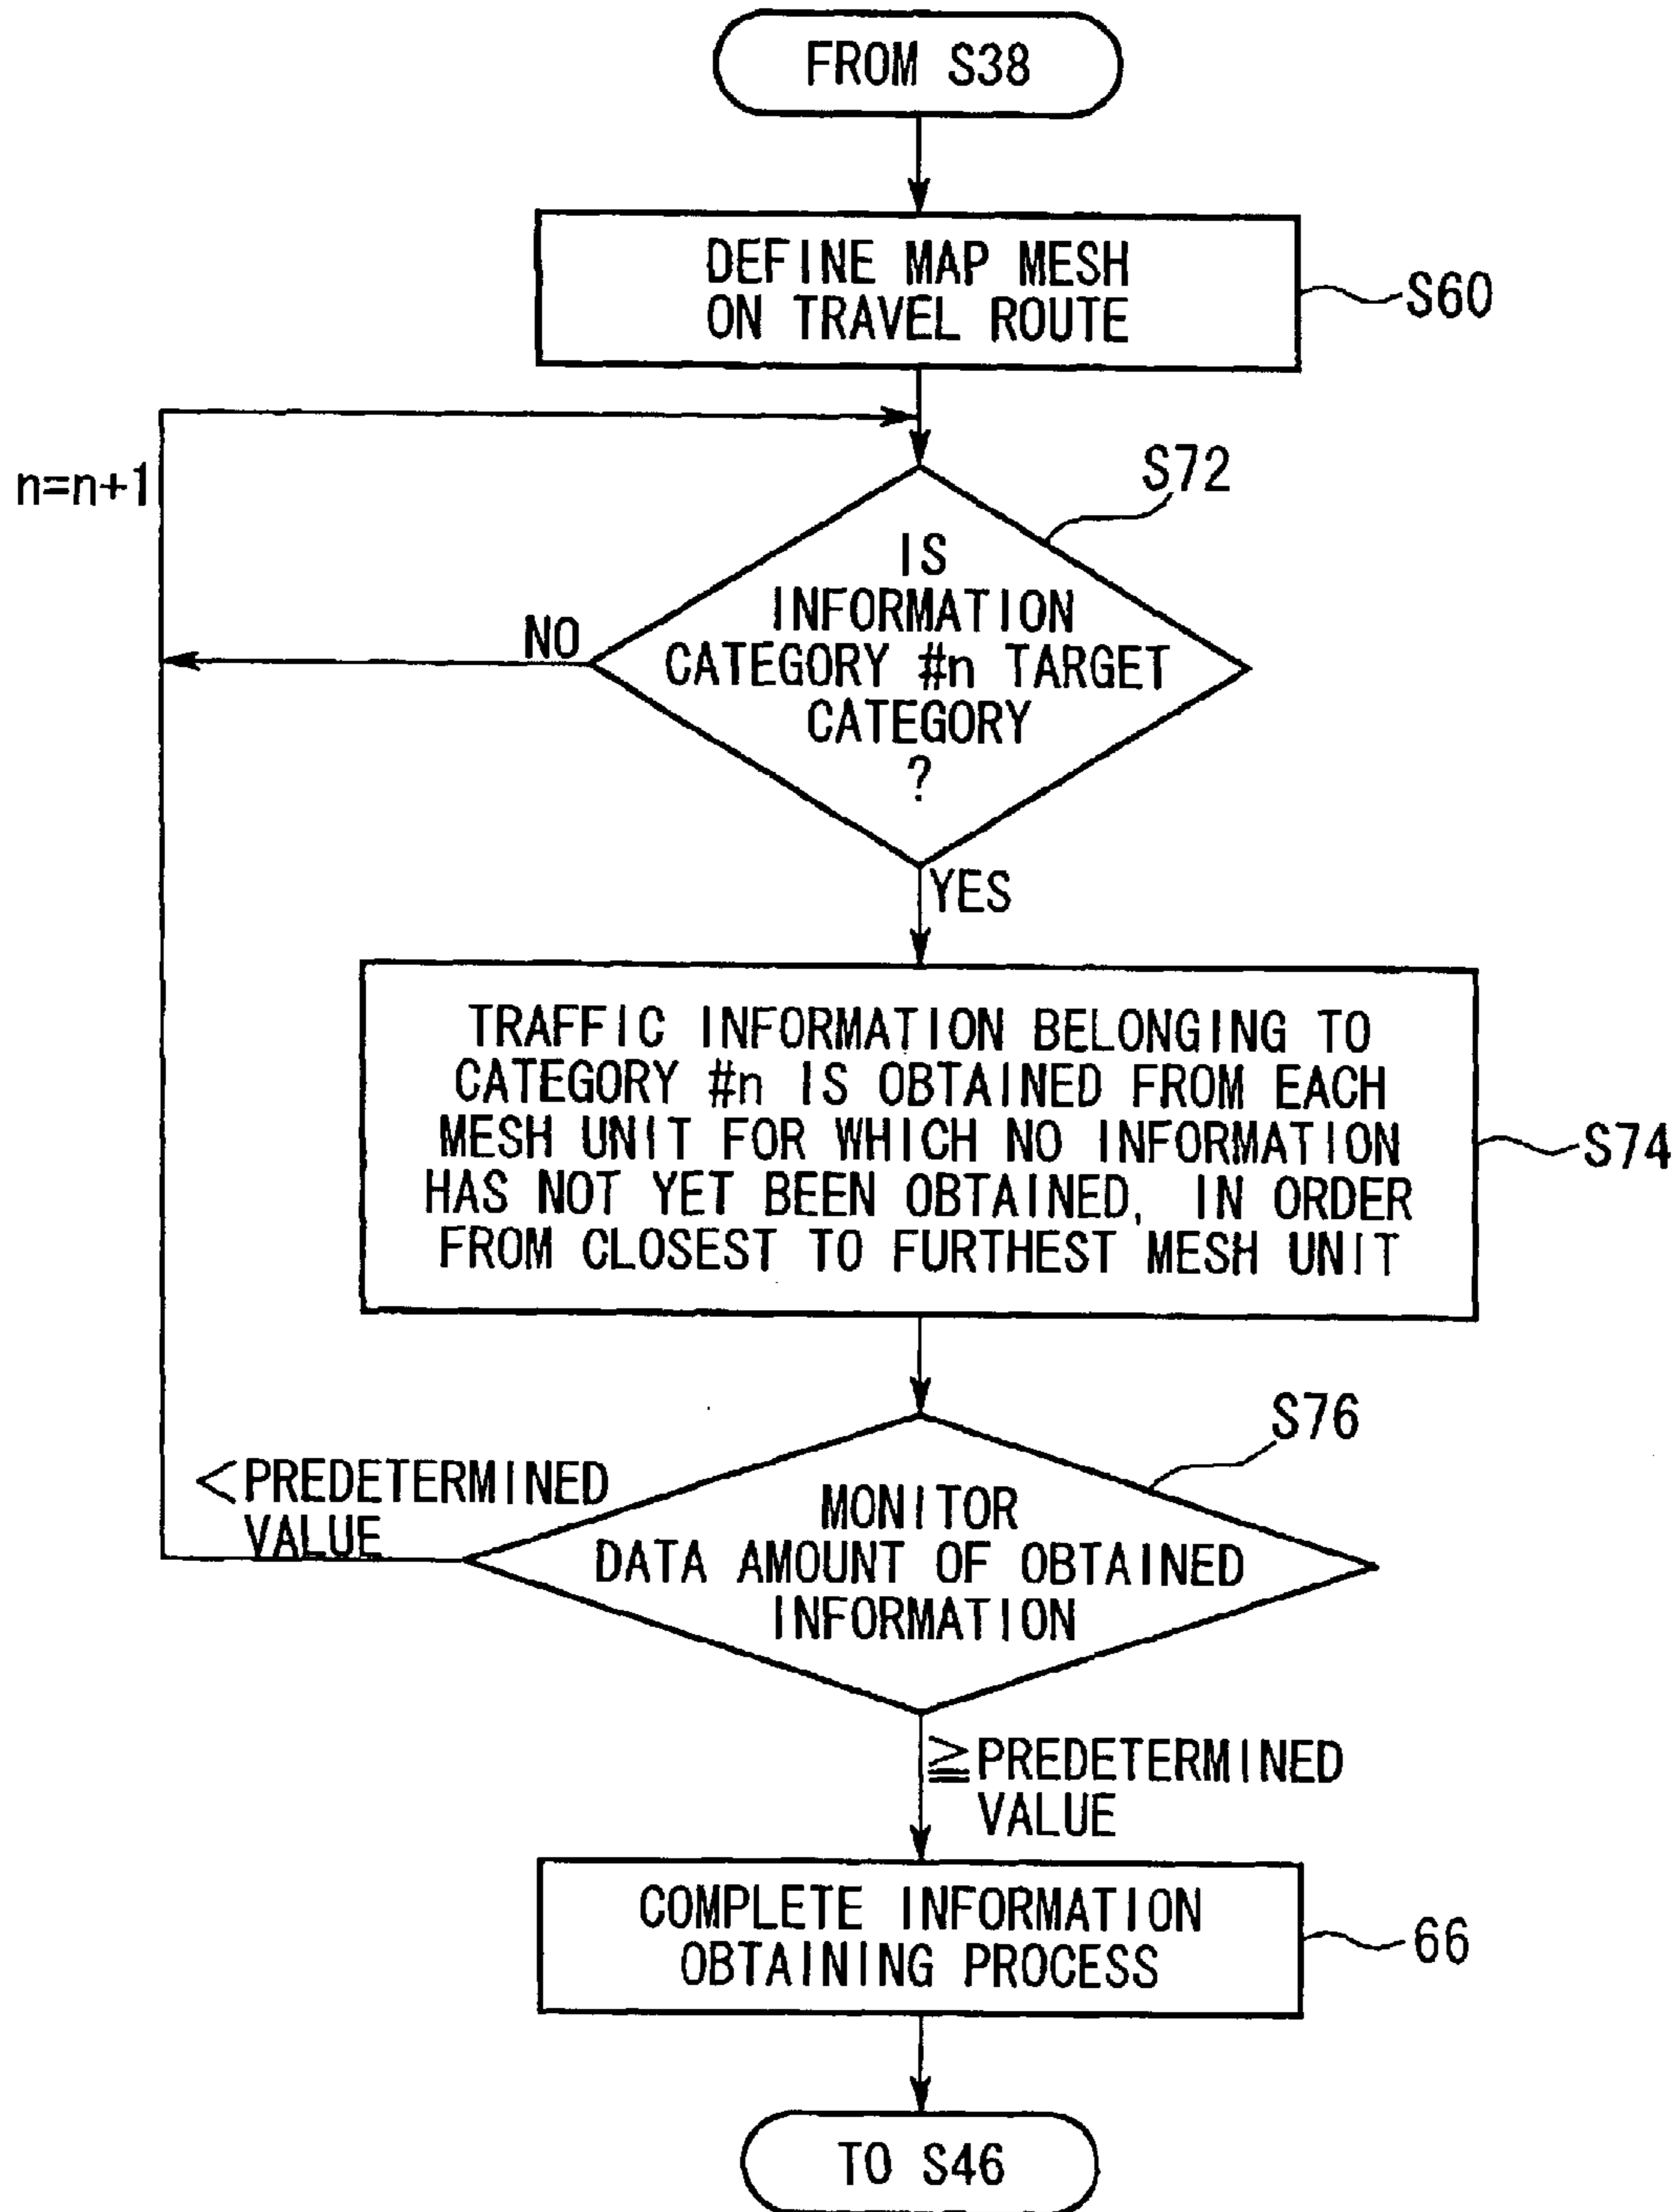 FROM S38
DEFINE MAP MESH
ON TRAVEL ROUTE
S60
n=n+1
S72
IS
INFORMATION
CATEGORY #n TARGET
CATEGORY
?
NO
YES
TRAFFIC INFORMATION BELONGING TO
CATEGORY #n IS OBTAINED FROM EACH
MESH UNIT FOR WHICH NO INFORMATION
HAS NOT YET BEEN OBTAINED, IN ORDER
FROM CLOSEST TO FURTHEST MESH UNIT
S74
S76
<PREDETERMINED
VALUE
MONITOR
DATA AMOUNT OF OBTAINED
INFORMATION
≧PREDETERMINED
VALUE
COMPLETE INFORMATION
OBTAINING PROCESS
66
TO S46